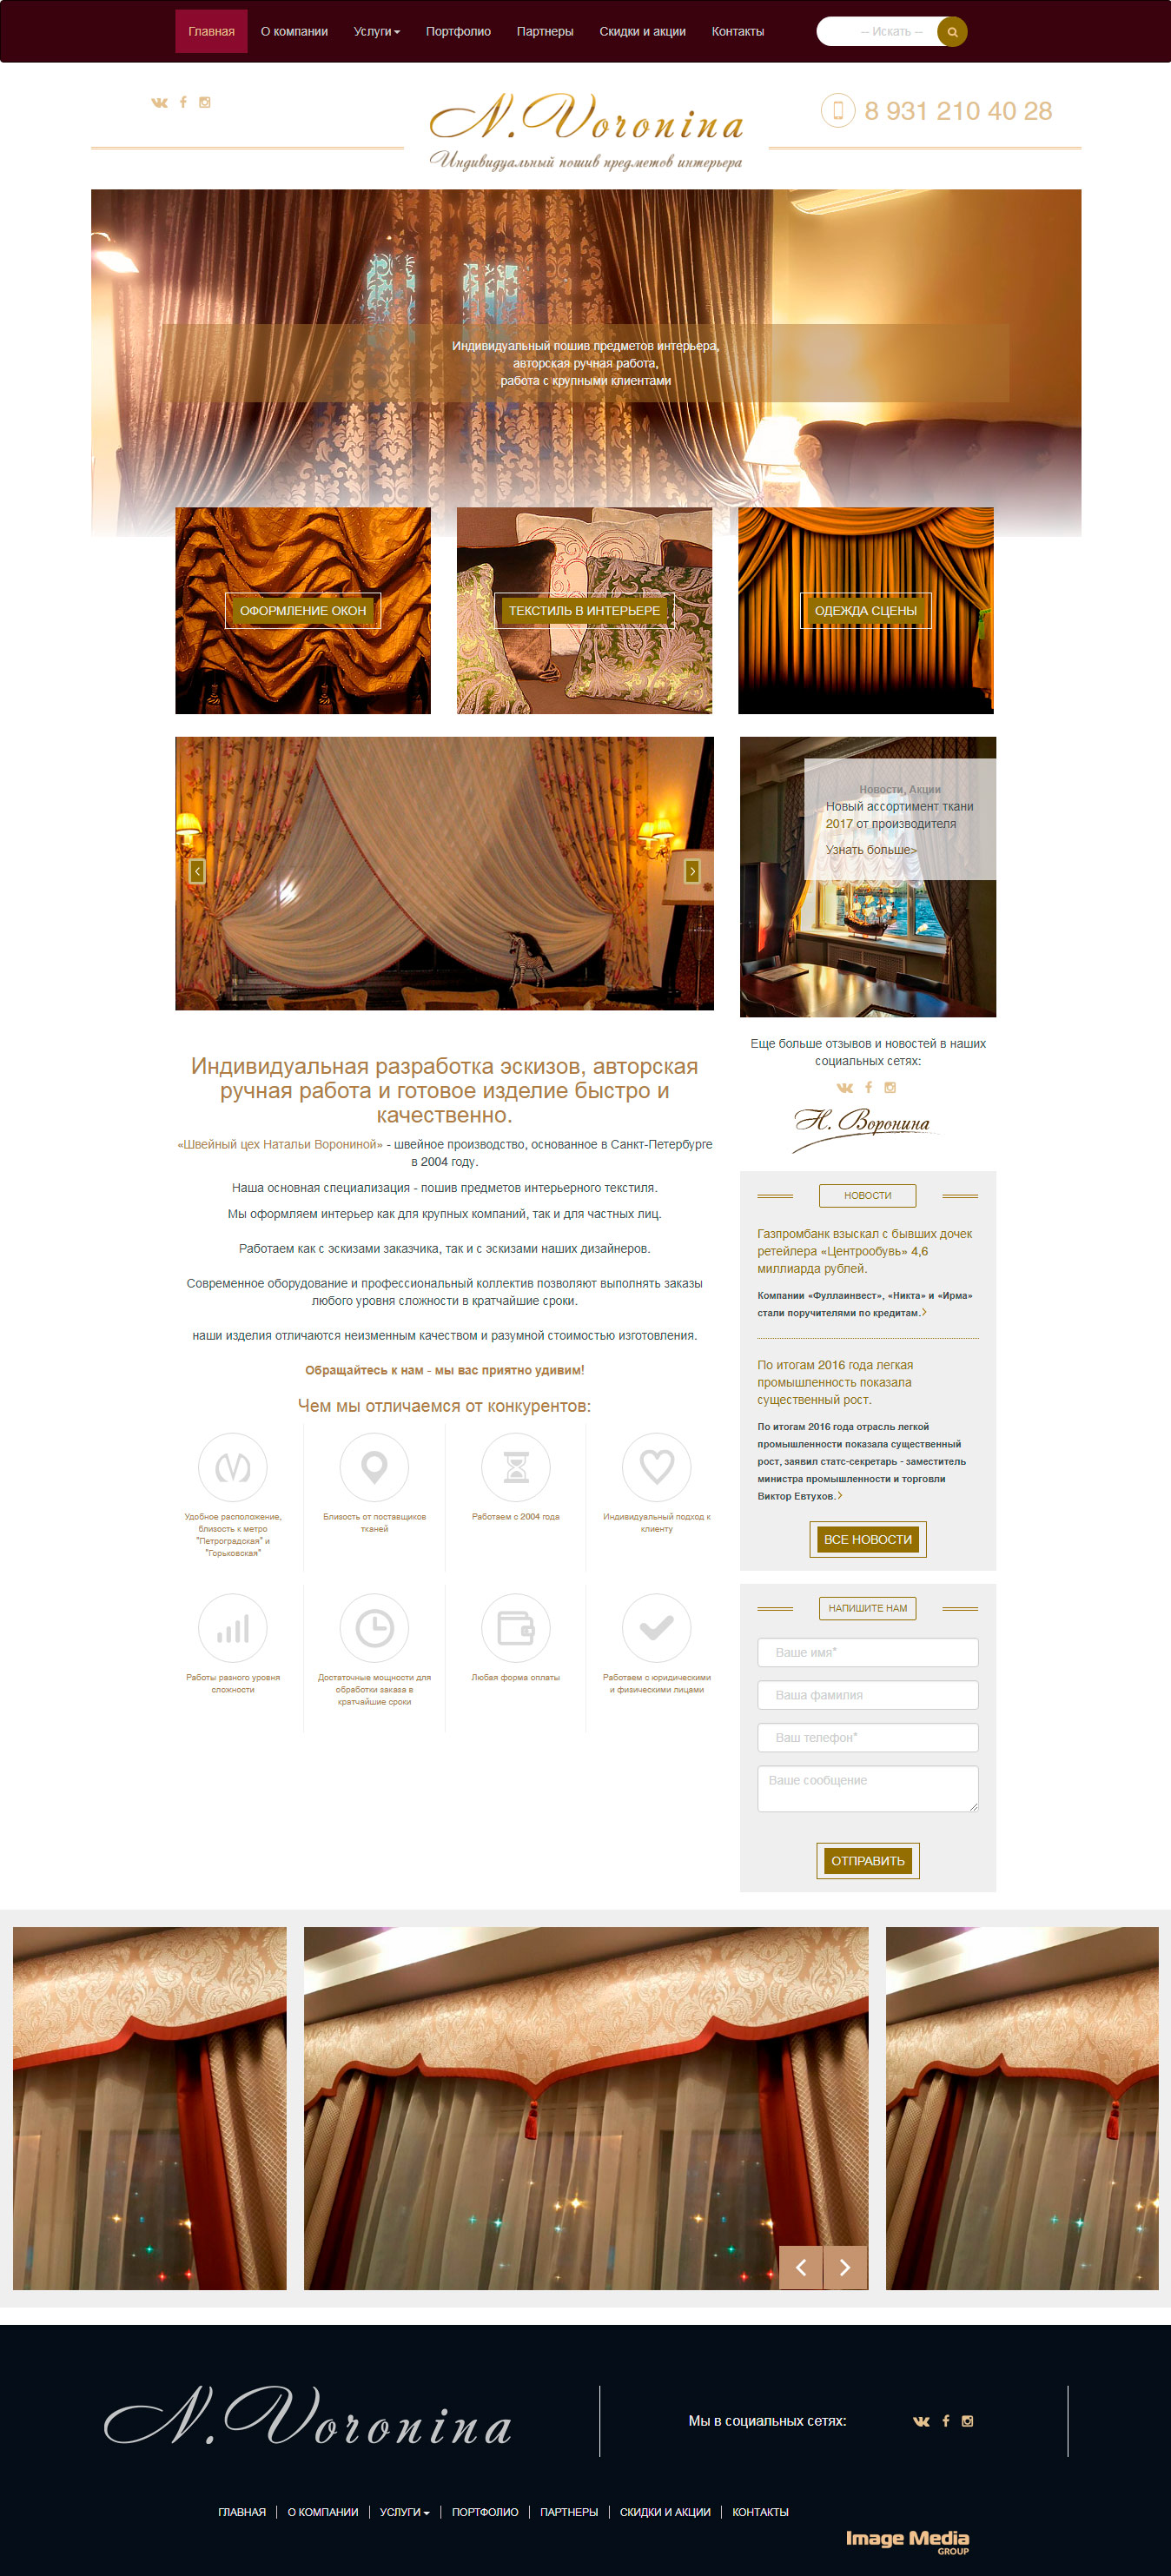 Главная О компании Услуги Портфолио Партнеры Скидки и акции Контакты -- Искать --
N.Voronina
Индивидуальный пошив предметов интерьера
8 931 210 40 28
Индивидуальный пошив предметов интерьера,
авторская ручная работа,
работа с крупными клиентами
ОФОРМЛЕНИЕ ОКОН
ТЕКСТИЛЬ В ИНТЕРЬЕРЕ
ОДЕЖДА СЦЕНЫ
Новости, Акции
Новый ассортимент ткани
2017 от производителя
Узнать больше>
Индивидуальная разработка эскизов, авторская
ручная работа и готовое изделие быстро и
качественно.
«Швейный цех Натальи Ворониной» - швейное производство, основанное в Санкт-Петербурге
в 2004 году.
Наша основная специализация - пошив предметов интерьерного текстиля.
Мы оформляем интерьер как для крупных компаний, так и для частных лиц.
Работаем как с эскизами заказчика, так и с эскизами наших дизайнеров.
Современное оборудование и профессиональный коллектив позволяют выполнять заказы
любого уровня сложности в кратчайшие сроки.
наши изделия отличаются неизменным качеством и разумной стоимостью изготовления.
Обращайтесь к нам - мы вас приятно удивим!
Чем мы отличаемся от конкурентов:
Удобное расположение,
близость к метро
"Петроградская" и
"Горьковская"
Близость от поставщиков
тканей
Работаем с 2004 года
Индивидуальный подход к
клиенту
Работы разного уровня
сложности
Достаточные мощности для
обработки заказа в
кратчайшие сроки
Любая форма оплаты
Работаем с юридическими
и физическими лицами
Еще больше отзывов и новостей в наших
социальных сетях:
Н. Воронина
НОВОСТИ
Газпромбанк взыскал с бывших дочек
ретейлера «Центрообувь» 4,6
миллиарда рублей.
Компании «Фуллаинвест», «Никта» и «Ирма»
стали поручителями по кредитам.
По итогам 2016 года легкая
промышленность показала
существенный рост.
По итогам 2016 года отрасль легкой
промышленности показала существенный
рост, заявил статс-секретарь - заместитель
министра промышленности и торговли
Виктор Евтухов.
ВСЕ НОВОСТИ
НАПИШИТЕ НАМ
Ваше имя*
Ваша фамилия
Ваш телефон*
Ваше сообщение
ОТПРАВИТЬ
N.Voronina
Мы в социальных сетях:
ГЛАВНАЯ О КОМПАНИИ УСЛУГИ ПОРТФОЛИО ПАРТНЕРЫ СКИДКИ И АКЦИИ КОНТАКТЫ
Image Media
GROUP